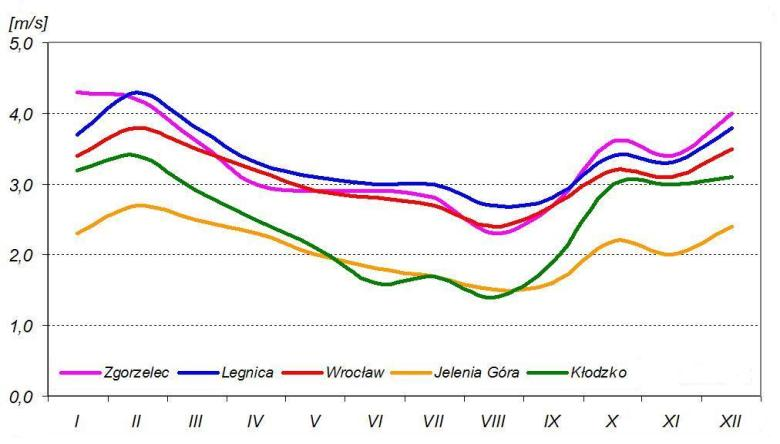 [m/s]
5,0
4,0
3,0
2,0
1,0
0,0
Zgorzelec Legnica Wrocław Jelenia Góra Kłodzko
I II III IV V VI VII VIII IX X XI XII